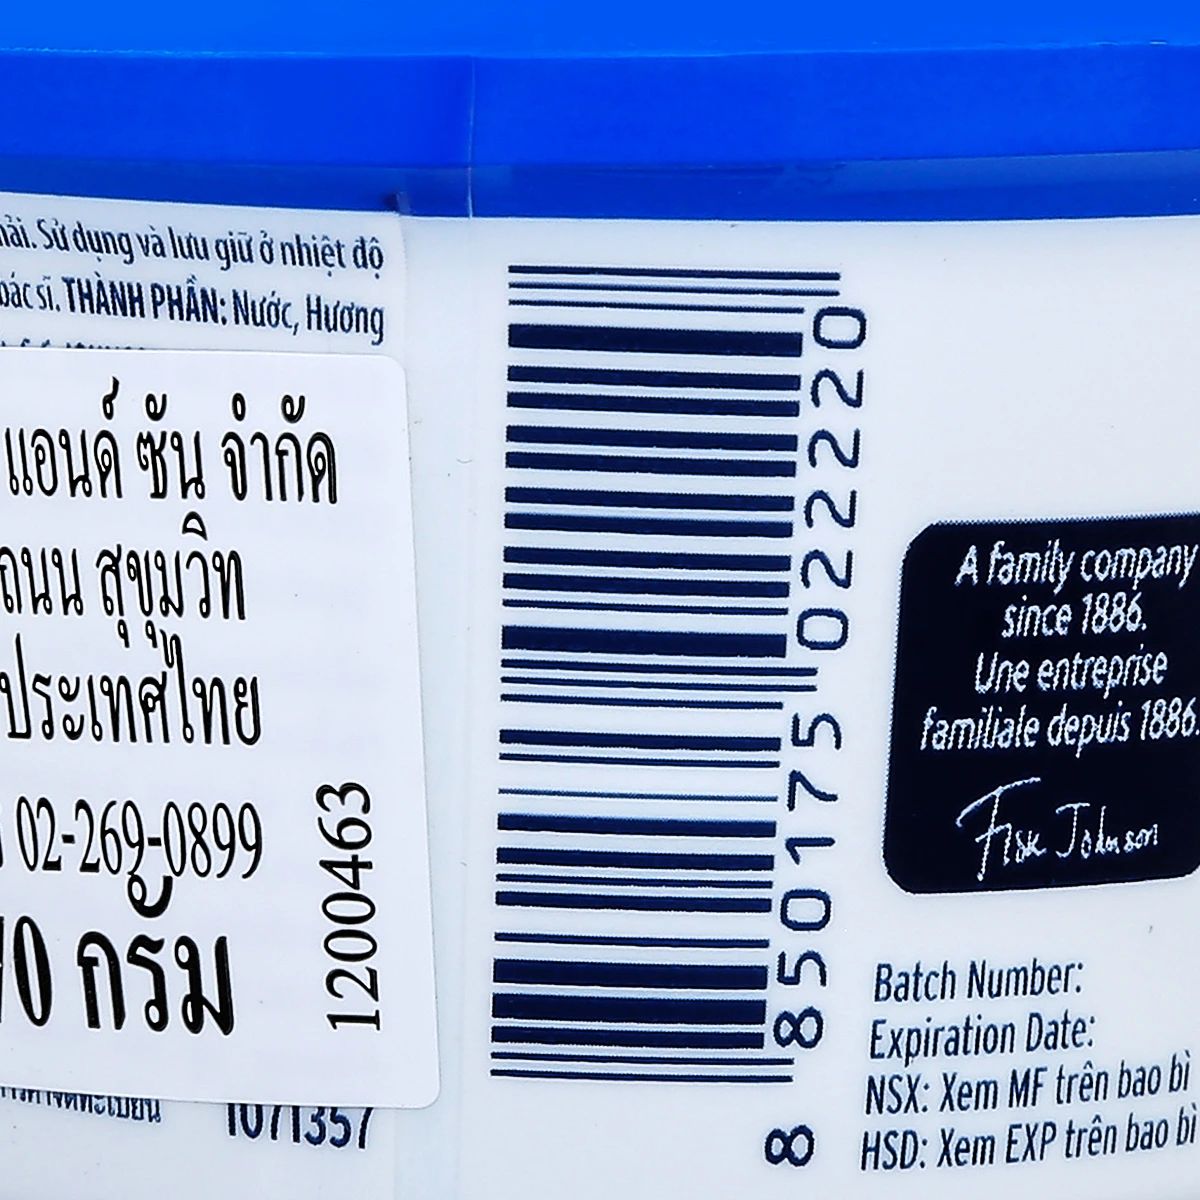 ải. Sử dụng và lưu giữ ở nhiệt độ
bác sĩ. THÀNH PHẦN: Nước, Hương
แอนด์ ซัน จำกัด
ถนน สุขุมวิท
ประเทศไทย
02-269-0899
0 กรัม
1200463
1071357
8 850175 022220
A family company
since 1886.
Une entreprise
familiale depuis 1886.
Fisk Johnson
Batch Number:
Expiration Date:
NSX: Xem MF trên bao bì
HSD: Xem EXP trên bao bì